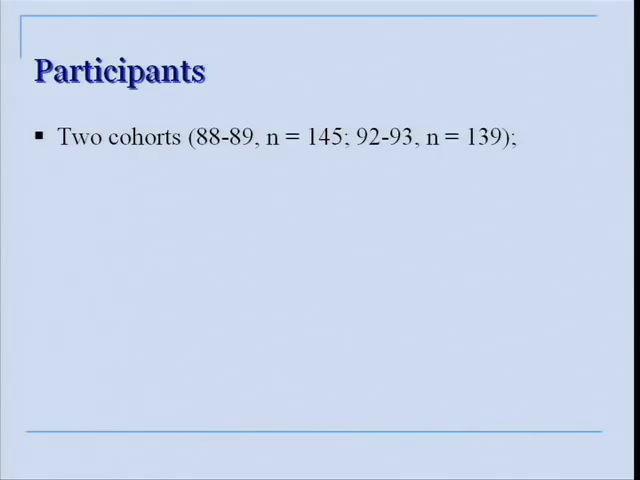 Participants
▪ Two cohorts (88-89, n = 145; 92-93, n = 139);